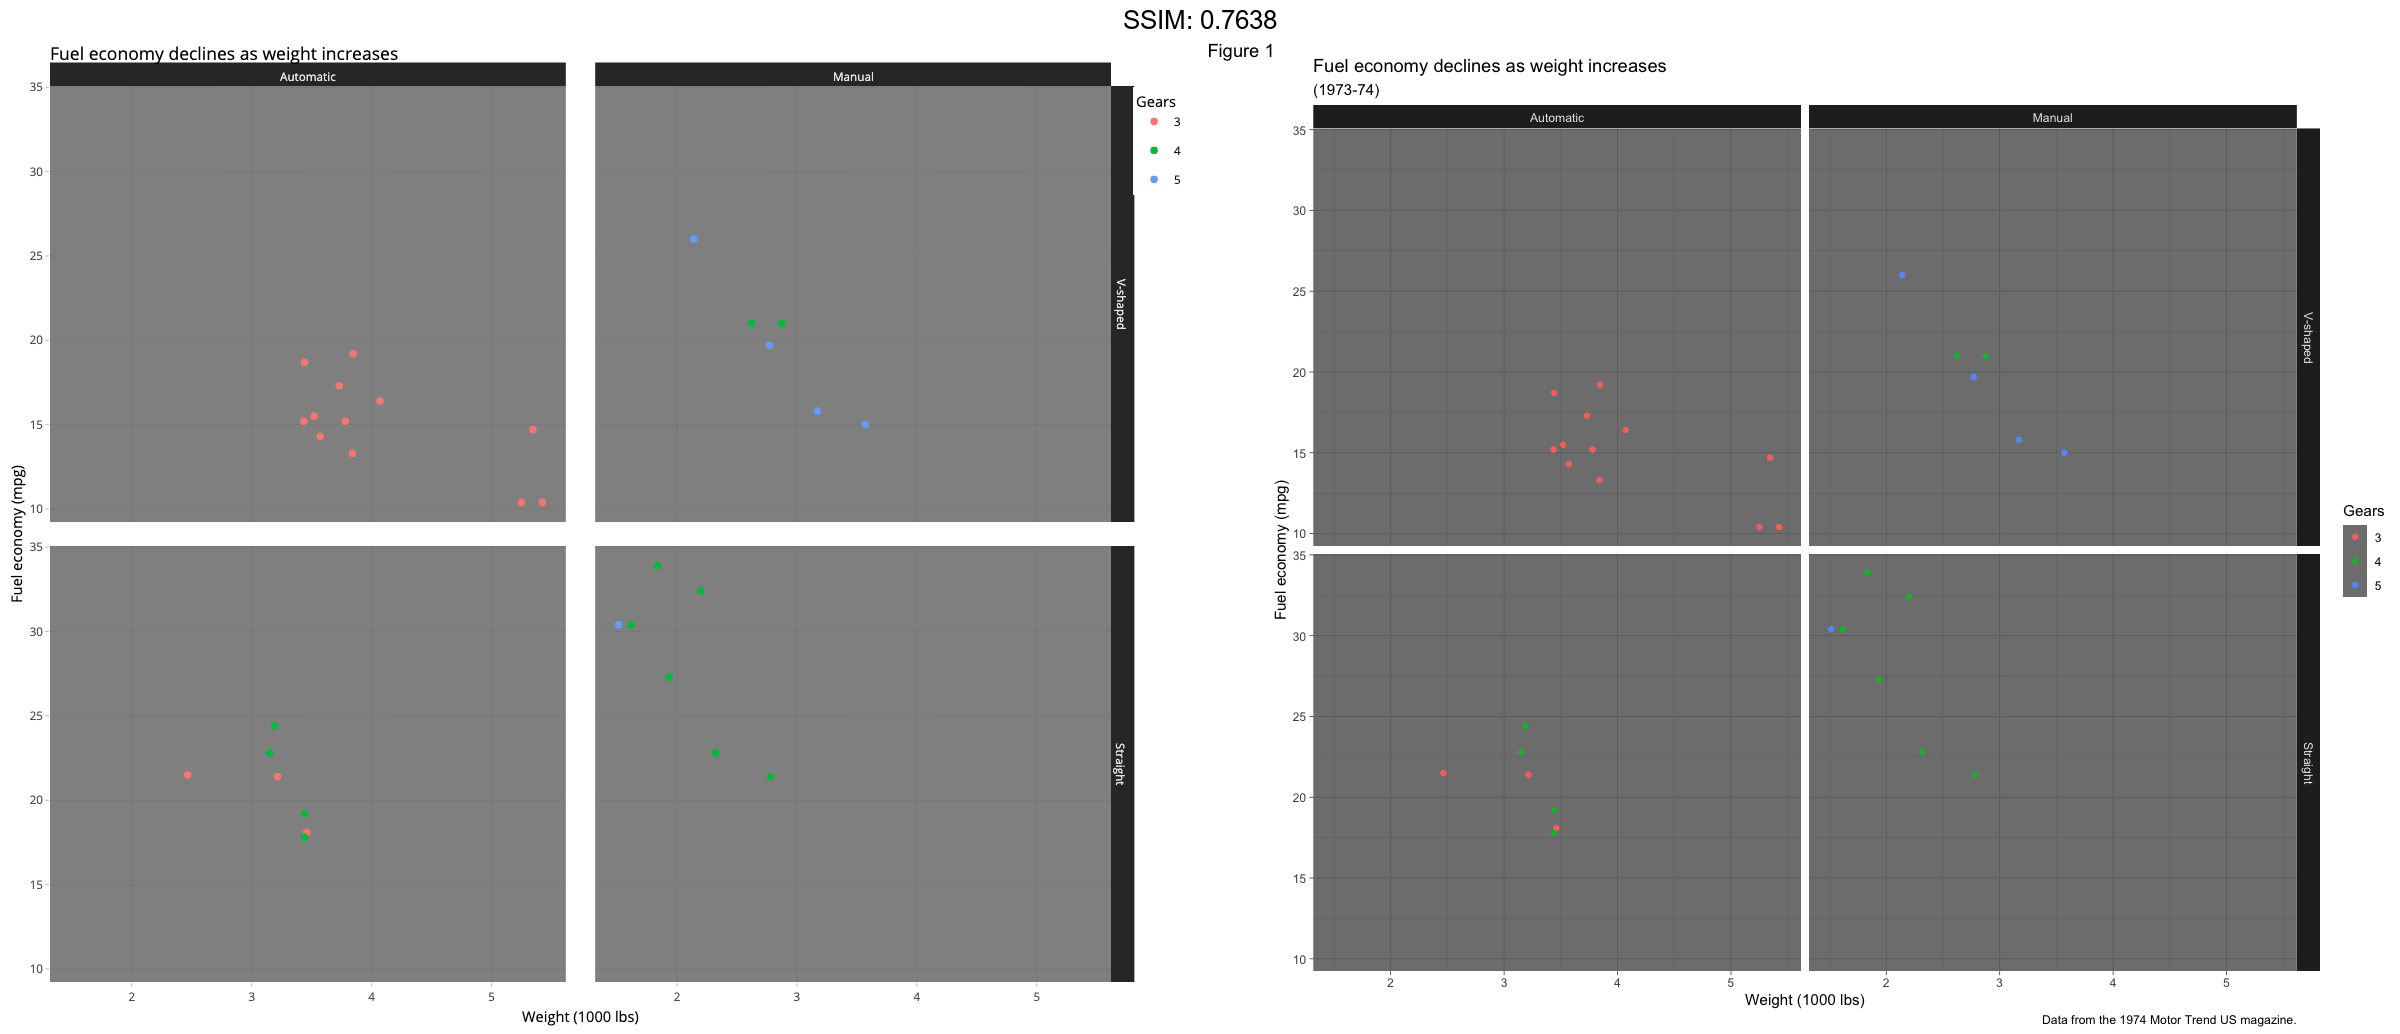 SSIM: 0.7638
Fuel economy declines as weight increases
Automatic
Manual
35
30
25
20
15
10
V-shaped
Gears
3
4
5
Fuel economy (mpg)
35
30
25
20
15
10
Straight
2 3 4 5
2 3 4 5
Weight (1000 lbs)
Figure 1
Fuel economy declines as weight increases
(1973-74)
Automatic
Manual
35
30
25
20
15
10
V-shaped
Fuel economy (mpg)
35
30
25
20
15
10
Straight
Gears
3
4
5
2 3 4 5
2 3 4 5
Weight (1000 lbs)
Data from the 1974 Motor Trend US magazine.